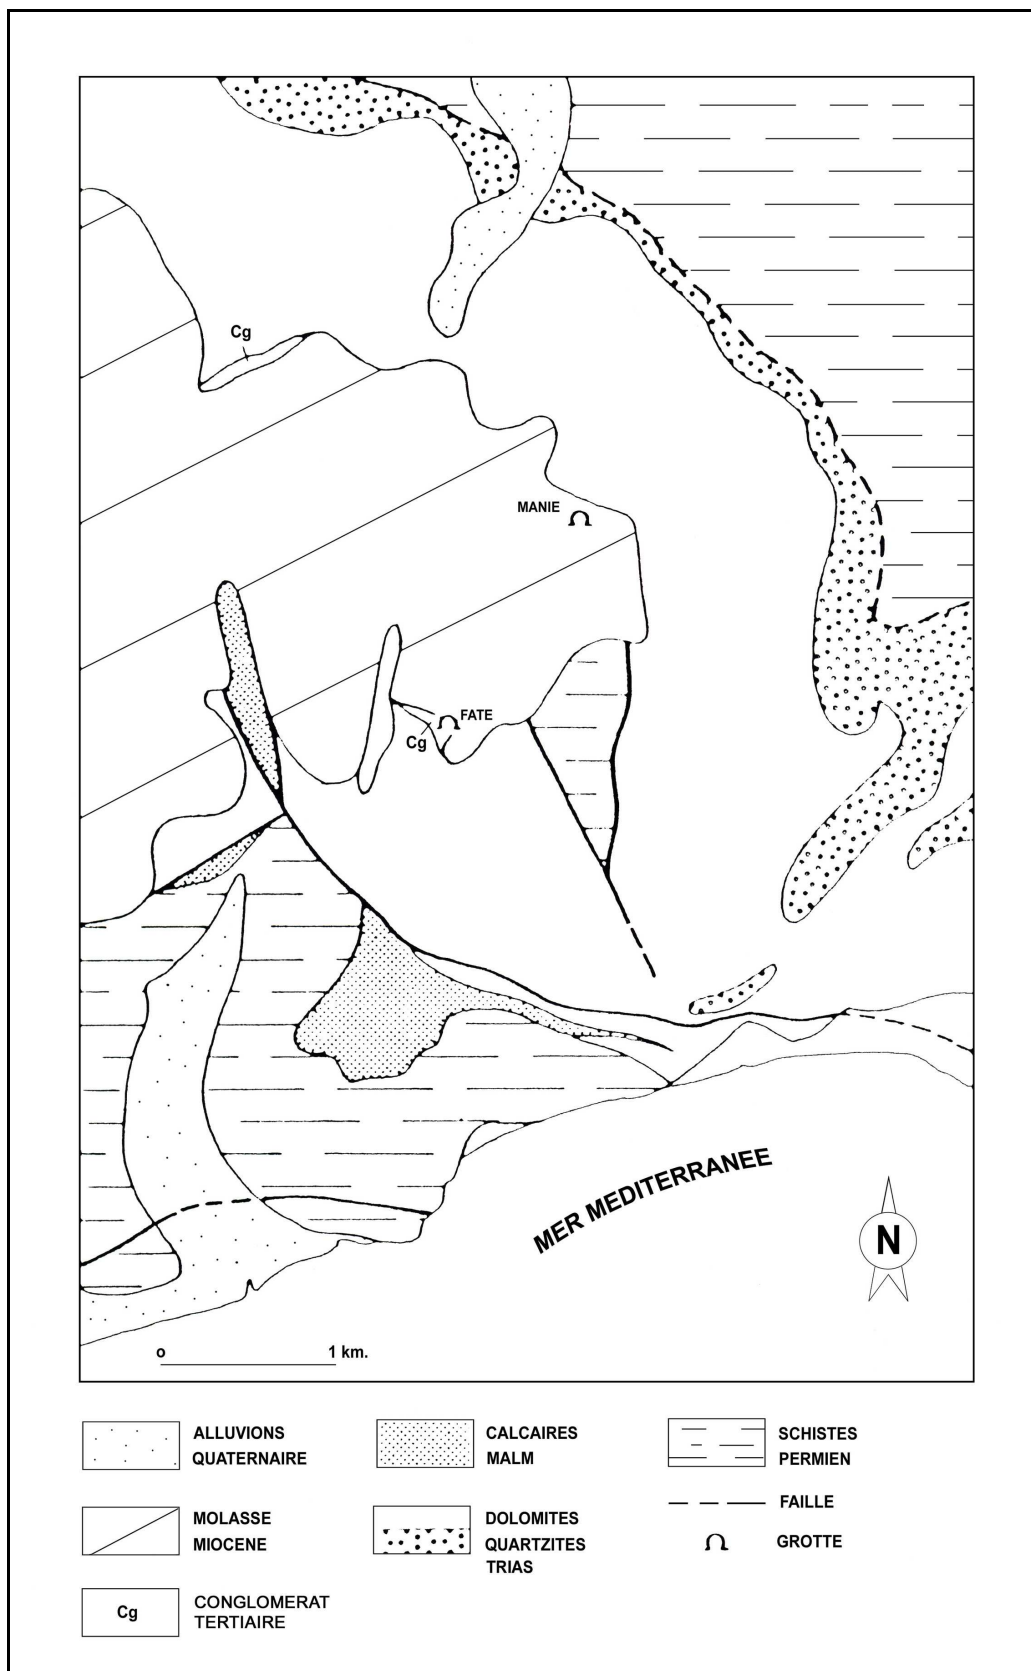 Cg
MANIE
FATE
Cg
MER MEDITERRANEE
N
o 1 km.
ALLUVIONS
QUATERNAIRE
CALCAIRES
MALM
SCHISTES
PERMIEN
MOLASSE
MIOCENE
DOLOMITES
QUARTZITES
TRIAS
FAILLE
GROTTE
Cg
CONGLOMERAT
TERTIAIRE